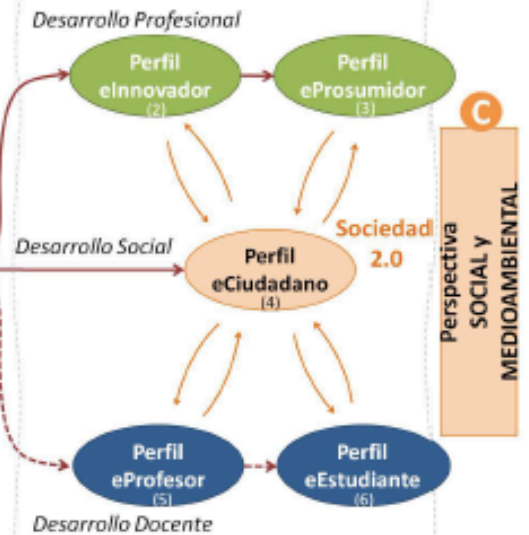 Desarrollo Profesional
Perfil
eInnovador
(2)
Perfil
eProsumidor
(3)
C
Desarrollo Social
Perfil
eCiudadano
(4)
Sociedad
2.0
Perspectiva
SOCIAL y
MEDIOAMBIENTAL
Perfil
eProfesor
(5)
Perfil
eEstudiante
(6)
Desarrollo Docente